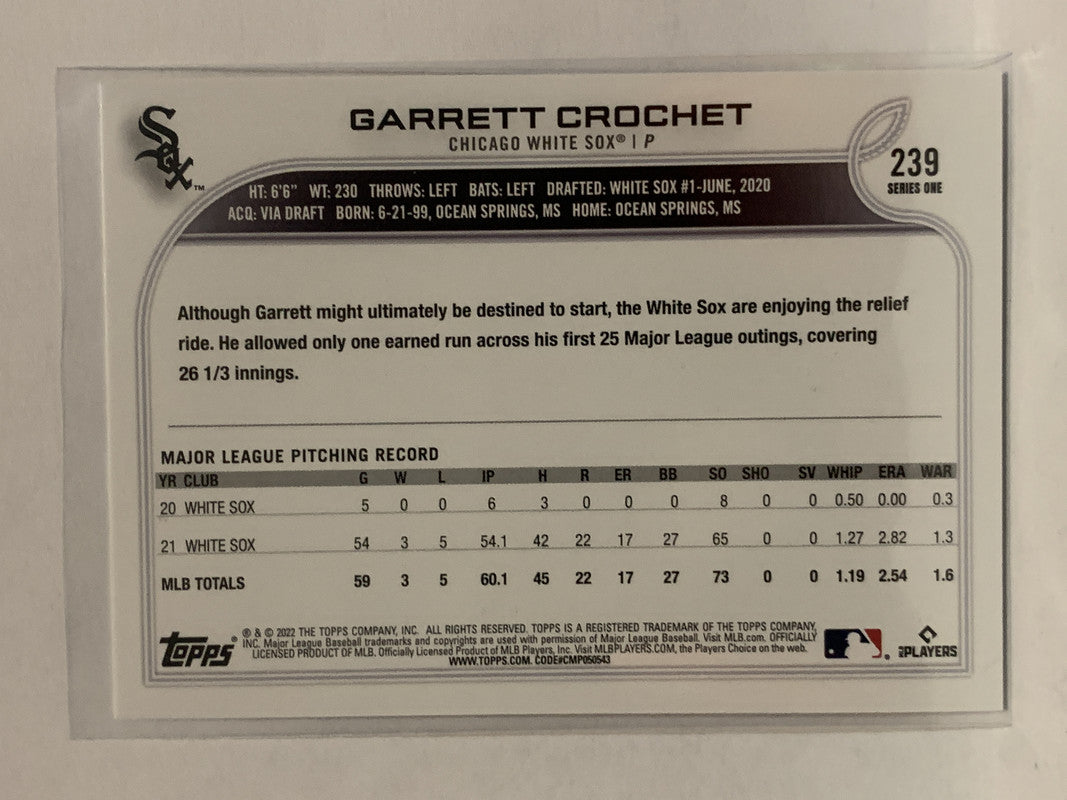 Sox™
GARRETT CROCHET
CHICAGO WHITE SOX® | P
239
SERIES ONE
HT: 6'6" WT: 230 THROWS: LEFT BATS: LEFT DRAFTED: WHITE SOX #1-JUNE, 2020
ACQ: VIA DRAFT BORN: 6-21-99, OCEAN SPRINGS, MS HOME: OCEAN SPRINGS, MS
Although Garrett might ultimately be destined to start, the White Sox are enjoying the relief
ride. He allowed only one earned run across his first 25 Major League outings, covering
26 1/3 innings.
MAJOR LEAGUE PITCHING RECORD
YR CLUB G W L IP H R ER BB SO SHO SV WHIP ERA WAR
20 WHITE SOX 5 0 0 6 3 0 0 0 8 0 0 0.50 0.00 0.3
21 WHITE SOX 54 3 5 54.1 42 22 17 27 65 0 0 1.27 2.82 1.3
MLB TOTALS 59 3 5 60.1 45 22 17 27 73 0 0 1.19 2.54 1.6
Topps®
® & © 2022 THE TOPPS COMPANY, INC. ALL RIGHTS RESERVED. TOPPS IS A REGISTERED TRADEMARK OF THE TOPPS COMPANY,
INC. Major League Baseball trademarks and copyrights are used with permission of Major League Baseball. Visit MLB.com. OFFICIALLY
LICENSED PRODUCT OF MLB. Officially Licensed Product of MLB Players, Inc. Visit MLBPLAYERS.COM, the Players Choice on the web.
WWW.TOPPS.COM. CODE#CMP050543
MLB PLAYERS